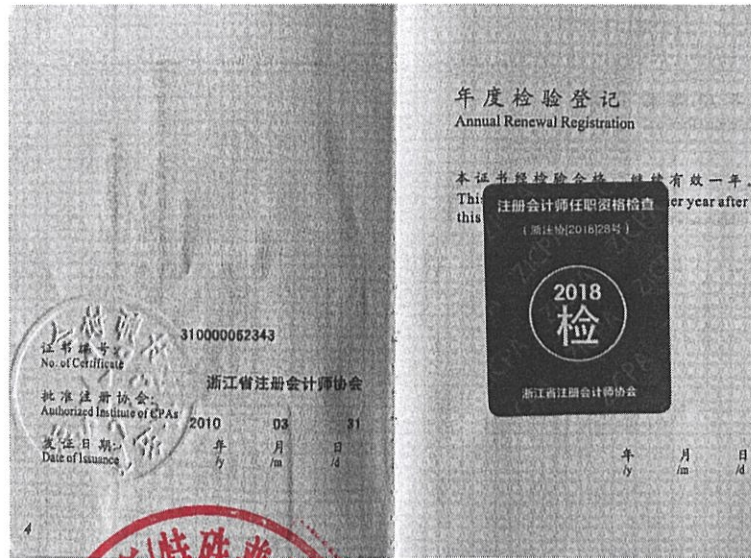 310000052343
证书编号:
No. of Certificate
浙江省注册会计师协会
批准注册协会:
Authorized Institute of CPAs
2010 03 31
发证日期: 年 月 日
Date of Issuance /y /m /d
4
年度检验登记
Annual Renewal Registration
本证书经检验合格,继续有效一年.
This er year after
this
注册会计师任职资格检查
(浙注协[2018]28号)
2018
检
浙江省注册会计师协会
年 月 日
/y /m /d